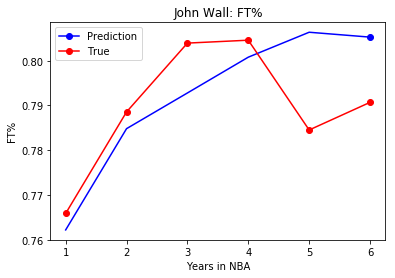 John Wall: FT%
Prediction
True
FT%
0.80
0.79
0.78
0.77
0.76
1 2 3 4 5 6
Years in NBA